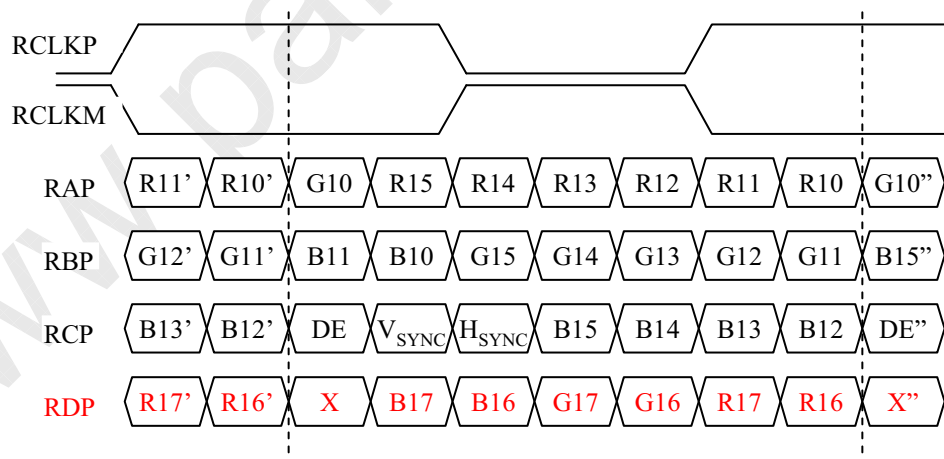 RCLKP
RCLKM
RAP R11’ R10’ G10 R15 R14 R13 R12 R11 R10 G10”
RBP G12’ G11’ B11 B10 G15 G14 G13 G12 G11 B15”
RCP B13’ B12’ DE VSYNC HSYNC B15 B14 B13 B12 DE”
RDP R17’ R16’ X B17 B16 G17 G16 R17 R16 X”
www.pa